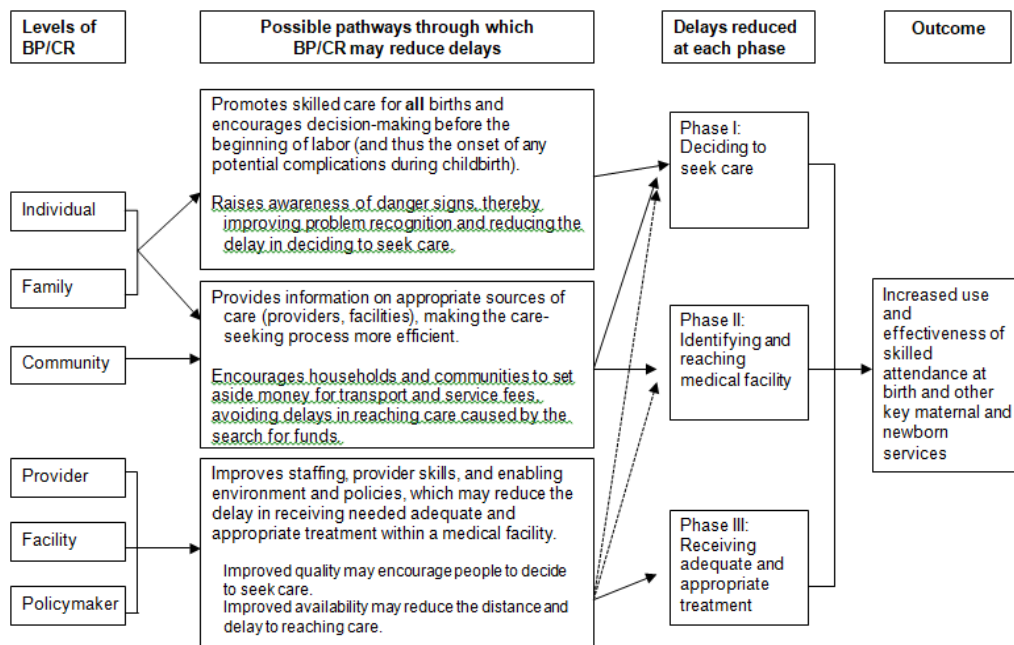 Levels of
BP/CR
Possible pathways through which
BP/CR may reduce delays
Delays reduced
at each phase
Outcome
Individual
Family
Community
Provider
Facility
Policymaker
Promotes skilled care for all births and
encourages decision-making before the
beginning of labor (and thus the onset of any
potential complications during childbirth).
Raises awareness of danger signs, thereby
improving problem recognition and reducing the
delay in deciding to seek care.
Provides information on appropriate sources of
care (providers, facilities), making the care-
seeking process more efficient.
Encourages households and communities to set
aside money for transport and service fees,
avoiding delays in reaching care caused by the
search for funds.
Improves staffing, provider skills, and enabling
environment and policies, which may reduce the
delay in receiving needed adequate and
appropriate treatment within a medical facility.
Improved quality may encourage people to decide
to seek care.
Improved availability may reduce the distance and
delay to reaching care.
Phase I:
Deciding to
seek care
Phase II:
Identifying and
reaching
medical facility
Phase III:
Receiving
adequate and
appropriate
treatment
Increased use
and
effectiveness of
skilled
attendance at
birth and other
key maternal and
newborn
services